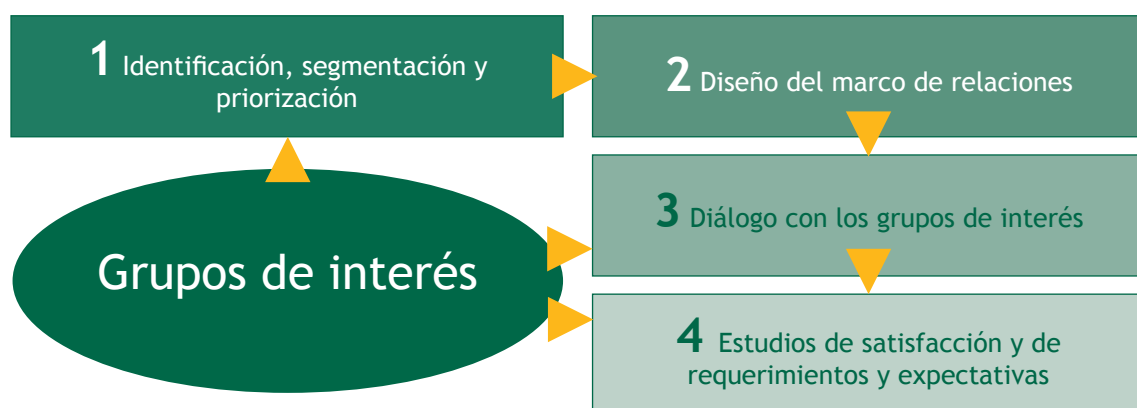 1 Identificación, segmentación y
priorización
2 Diseño del marco de relaciones
3 Diálogo con los grupos de interés
Grupos de interés
4 Estudios de satisfacción y de
requerimientos y expectativas